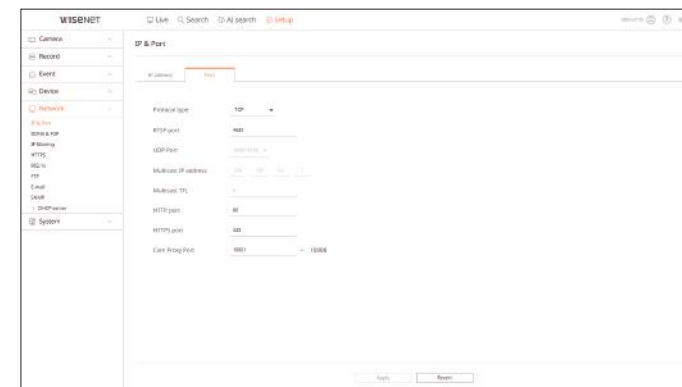 WISENET
Live Search AI search Setup
Camera
Record
Event
Device
Network
IP & Port
DDNS & P2P
IP filtering
HTTPS
802.1x
FTP
E-mail
SNMP
DHCP server
System
IP & Port
IP address Port
Protocol type TCP
RTSP port
UDP Port
Multicast IP address
Multicast TTL
HTTP port 80
HTTPS port 443
Cam Proxy Port 10001 ~
Apply Revert